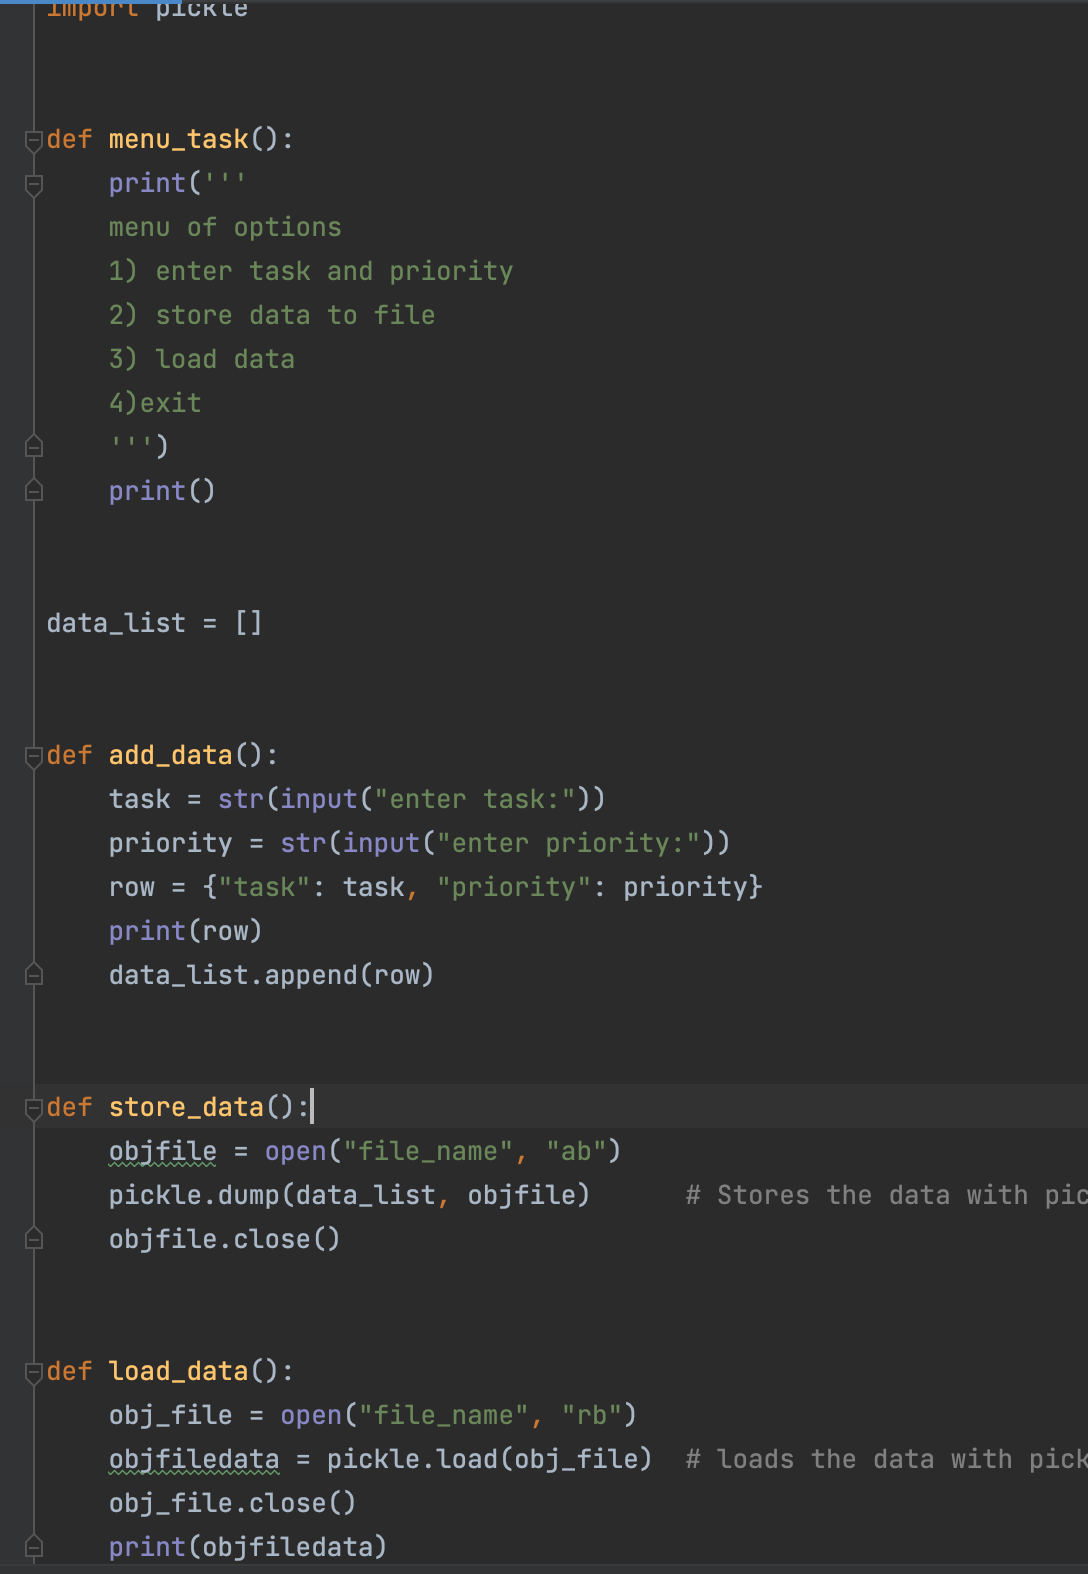 import pickle
def menu_task():
    print('''
    menu of options
    1) enter task and priority
    2) store data to file
    3) load data
    4)exit
    ''')
    print()
data_list = []
def add_data():
    task = str(input("enter task:"))
    priority = str(input("enter priority:"))
    row = {"task": task, "priority": priority}
    print(row)
    data_list.append(row)
def store_data():
    objfile = open("file_name", "ab")
    pickle.dump(data_list, objfile)      # Stores the data with pic
    objfile.close()
def load_data():
    obj_file = open("file_name", "rb")
    objfiledata = pickle.load(obj_file)  # loads the data with pick
    obj_file.close()
    print(objfiledata)